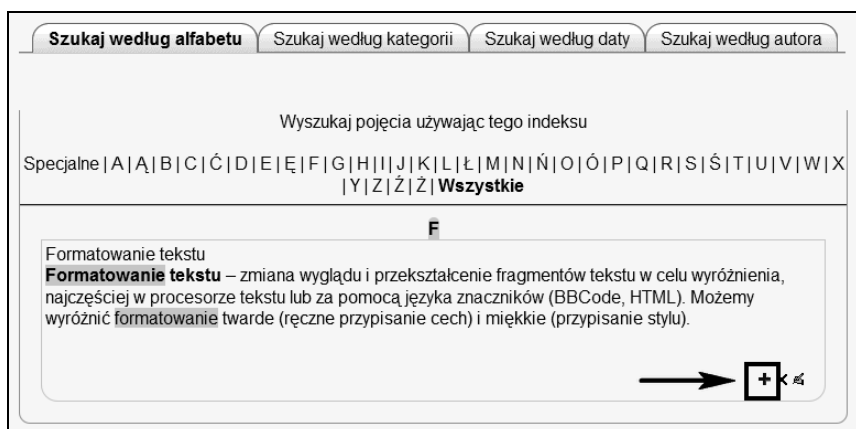 Szukaj według alfabetu Szukaj według kategorii Szukaj według daty Szukaj według autora
Wyszukaj pojęcia używając tego indeksu
Specjalne | A | Ą | B | C | Ć | D | E | Ę | F | G | H | I | J | K | L | Ł | M | N | Ń | O | Ó | P | Q | R | S | Ś | T | U | V | W | X
| Y | Z | Ź | Ż | Wszystkie
F
Formatowanie tekstu
Formatowanie tekstu – zmiana wyglądu i przekształcenie fragmentów tekstu w celu wyróżnienia,
najczęściej w procesorze tekstu lub za pomocą języka znaczników (BBCode, HTML). Możemy
wyróżnić formatowanie twarde (ręczne przypisanie cech) i miękkie (przypisanie stylu).